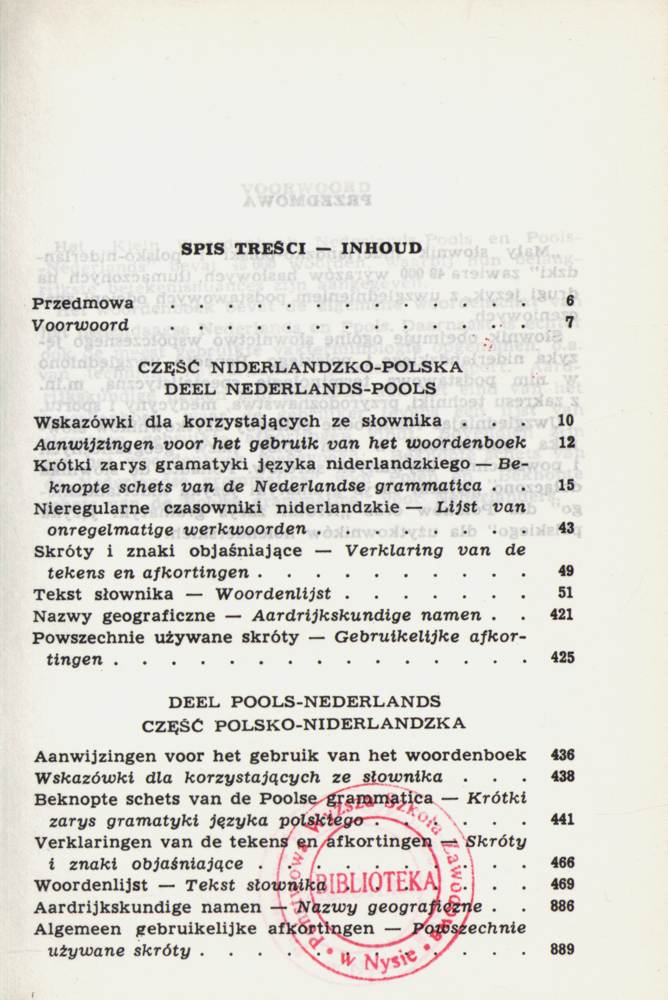 SPIS TREŚCI — INHOUD
Przedmowa . . . . . . . . . . . . . 6
Voorwoord . . . . . . . . . . . . . 7
CZĘŚĆ NIDERLANDZKO-POLSKA
DEEL NEDERLANDS-POOLS
Wskazówki dla korzystających ze słownika . . . 10
Aanwijzingen voor het gebruik van het woordenboek 12
Krótki zarys gramatyki języka niderlandzkiego — Be-
knopte schets van de Nederlandse grammatica . . 15
Nieregularne czasowniki niderlandzkie — Lijst van
onregelmatige werkwoorden . . . . . . . . 43
Skróty i znaki objaśniające — Verklaring van de
tekens en afkortingen . . . . . . . . . . 49
Tekst słownika — Woordenlijst . . . . . . . 51
Nazwy geograficzne — Aardrijkskundige namen . . 421
Powszechnie używane skróty — Gebruikelijke afkor-
tingen . . . . . . . . . . . . . . . 425
DEEL POOLS-NEDERLANDS
CZĘŚĆ POLSKO-NIDERLANDZKA
Aanwijzingen voor het gebruik van het woordenboek 436
Wskazówki dla korzystających ze słownika . . . 438
Beknopte schets van de Poolse grammatica — Krótki
zarys gramatyki języka polskiego . . . . . . 441
Verklaringen van de tekens en afkortingen — Skróty
i znaki objaśniające . . . . . . . . . . 466
Woordenlijst — Tekst słownika . . . . . . . 469
Aardrijkskundige namen — Nazwy geograficzne . . 886
Algemeen gebruikelijke afkortingen — Powszechnie
używane skróty . . . . . . . . . . . . 889
Państwowa Wyższa Szkoła Zawodowa
BIBLIOTEKA
w Nysie